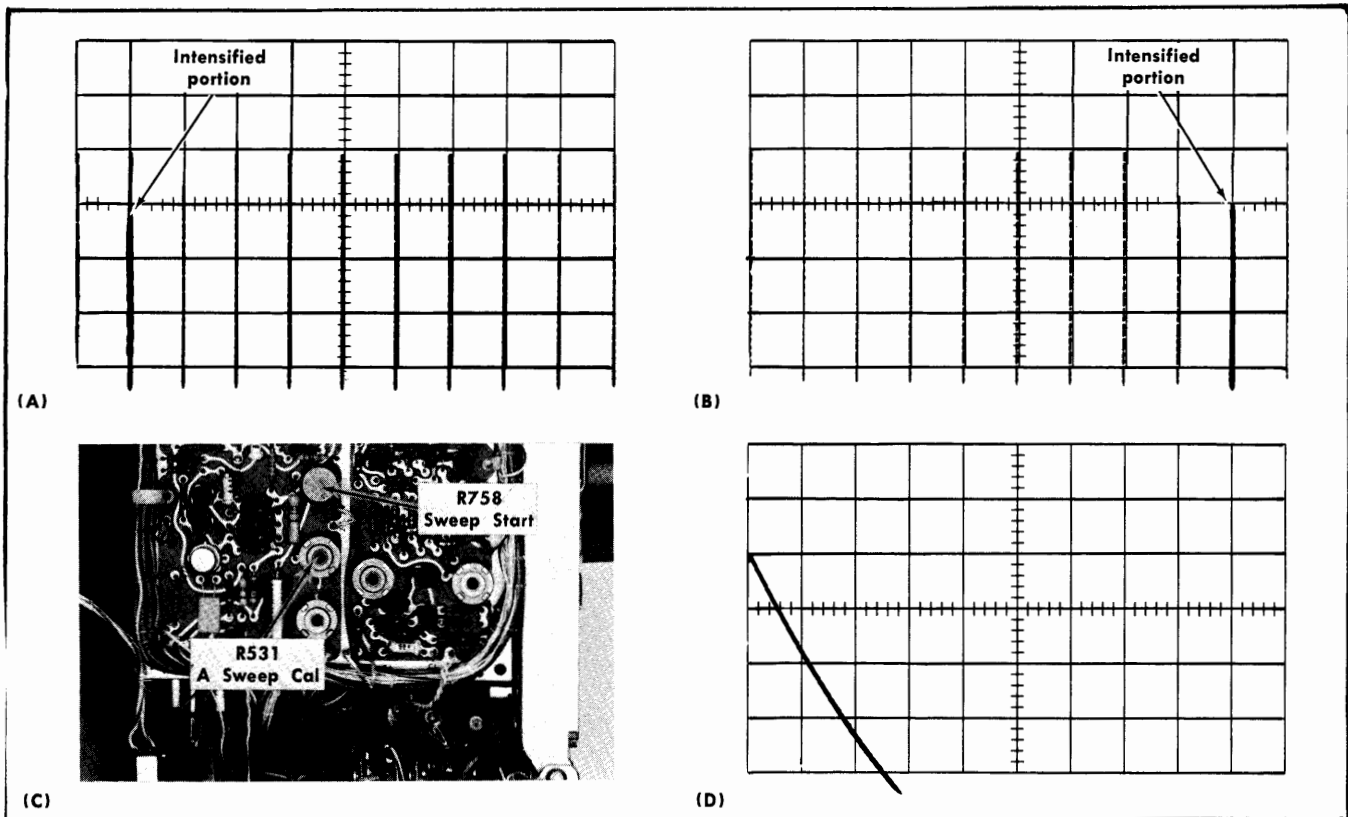 Intensified
portion
Intensified
portion
(A)
(B)
R758
Sweep Start
R531
A Sweep Cal
(C)
(D)